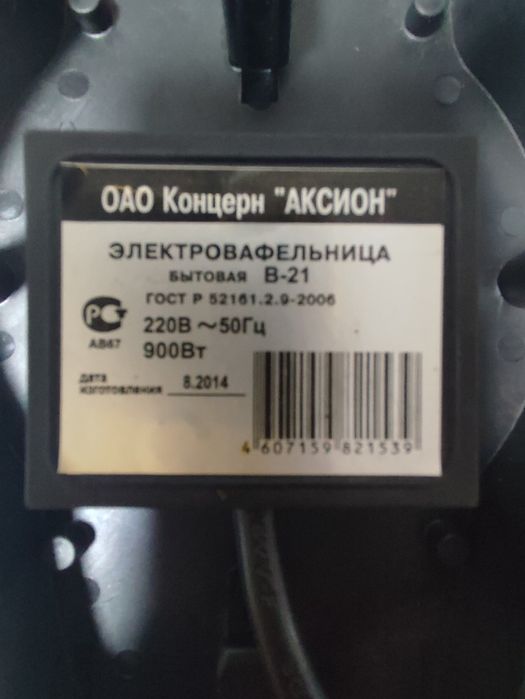 ОАО Концерн "АКСИОН"
ЭЛЕКТРОВАФЕЛЬНИЦА
БЫТОВАЯ В-21
ГОСТ Р 52161.2.9-2006
РСТ
АВ67
220В ~50Гц
900Вт
дата
изготовления 8.2014
4 607159 821539